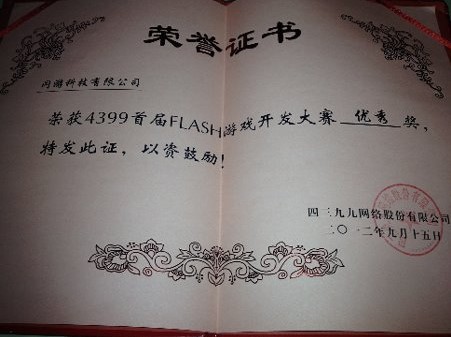 荣誉证书
闪游科技有限公司
荣获4399首届FLASH游戏开发大赛 优秀 奖,
特发此证，以资鼓励！
四三九九网络股份有限公司
二〇一二年九月十五日